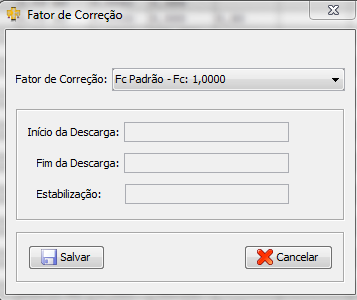 Fator de Correção
Fator de Correção: Fc Padrão - Fc: 1,0000
Início da Descarga:
Fim da Descarga:
Estabilização:
Salvar Cancelar